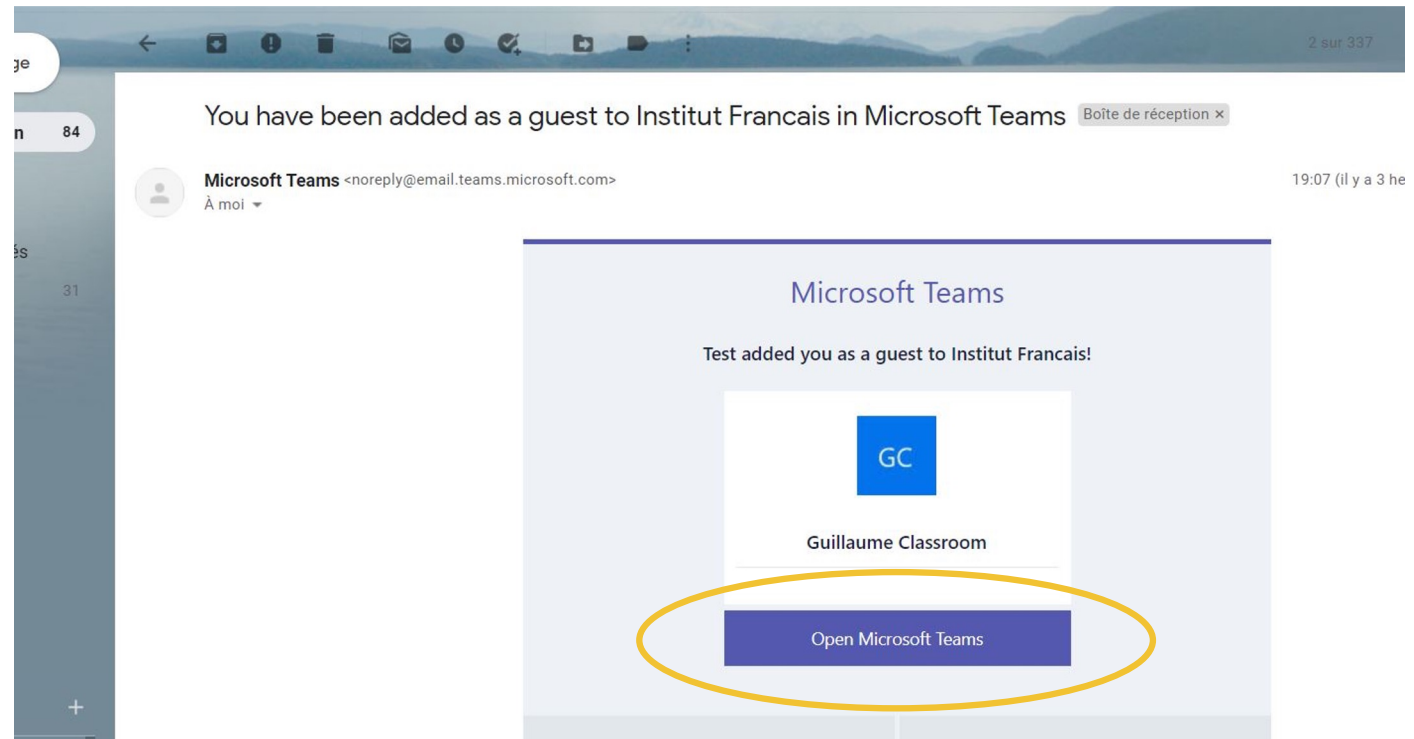 2 sur 337
ge
You have been added as a guest to Institut Francais in Microsoft Teams Boîte de réception ×
n 84
Microsoft Teams <noreply@email.teams.microsoft.com> 19:07 (il y a 3 he
À moi
és
31
Microsoft Teams
Test added you as a guest to Institut Francais!
GC
Guillaume Classroom
Open Microsoft Teams